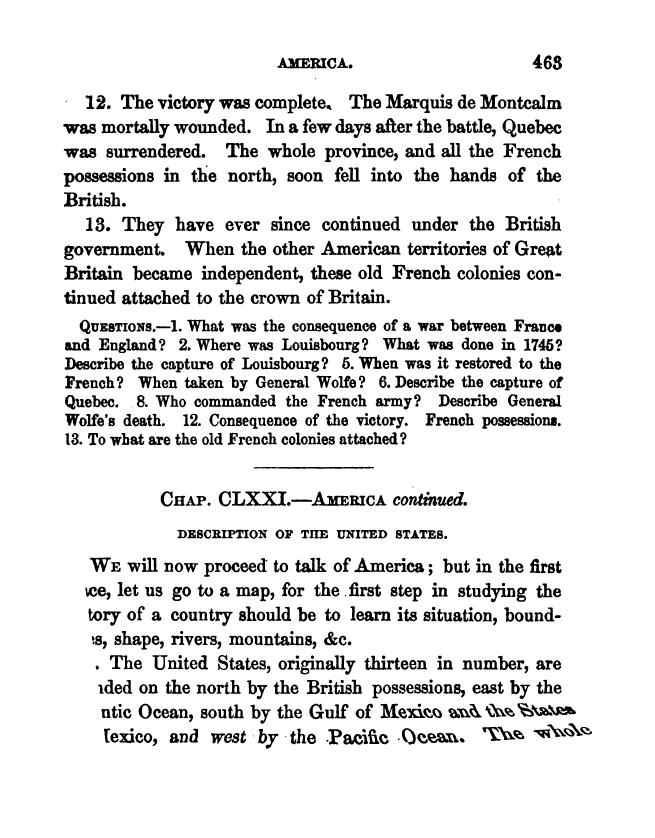 AMERICA. 463
12. The victory was complete. The Marquis de Montcalm
was mortally wounded. In a few days after the battle, Quebec
was surrendered. The whole province, and all the French
possessions in the north, soon fell into the hands of the
British.
13. They have ever since continued under the British
government. When the other American territories of Great
Britain became independent, these old French colonies con-
tinued attached to the crown of Britain.
QUESTIONS.—1. What was the consequence of a war between France
and England? 2. Where was Louisbourg? What was done in 1745?
Describe the capture of Louisbourg? 5. When was it restored to the
French? When taken by General Wolfe? 6. Describe the capture of
Quebec. 8. Who commanded the French army? Describe General
Wolfe's death. 12. Consequence of the victory. French possessions.
13. To what are the old French colonies attached?
CHAP. CLXXI.—AMERICA continued.
DESCRIPTION OF THE UNITED STATES.
WE will now proceed to talk of America; but in the first
ce, let us go to a map, for the first step in studying the
tory of a country should be to learn its situation, bound-
s, shape, rivers, mountains, &c.
. The United States, originally thirteen in number, are
ded on the north by the British possessions, east by the
ntic Ocean, south by the Gulf of Mexico and the States
exico, and west by the Pacific Ocean. The whole